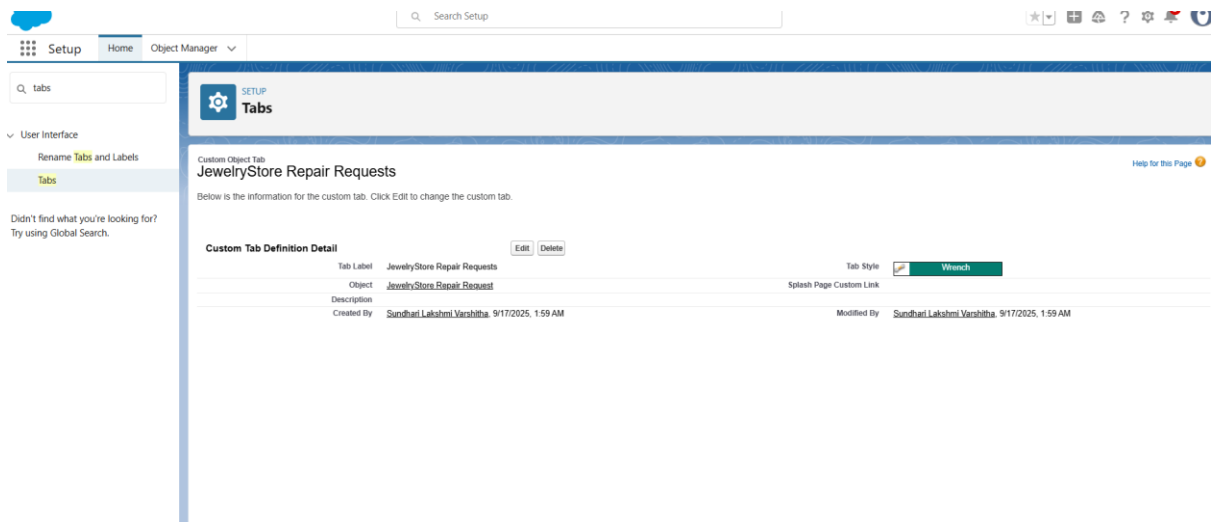 Search Setup
Setup
Home
Object Manager
tabs
User Interface
Rename Tabs and Labels
Tabs
Didn't find what you're looking for?
Try using Global Search.
SETUP
Tabs
Custom Object Tab
JewelryStore Repair Requests
Help for this Page
Below is the information for the custom tab. Click Edit to change the custom tab.
Custom Tab Definition Detail Edit Delete
Tab Label JewelryStore Repair Requests Tab Style Wrench
Object JewelryStore Repair Request Splash Page Custom Link
Description
Created By Sundhari Lakshmi Varshitha, 9/17/2025, 1:59 AM Modified By Sundhari Lakshmi Varshitha, 9/17/2025, 1:59 AM